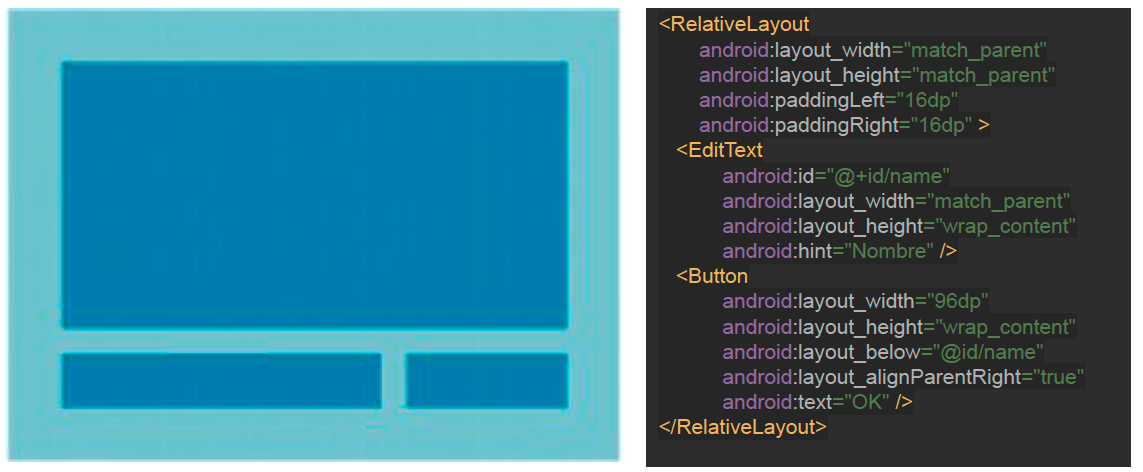 <RelativeLayout
android:layout_width="match_parent"
android:layout_height="match_parent"
android:paddingLeft="16dp"
android:paddingRight="16dp" >
<EditText
android:id="@+id/name"
android:layout_width="match_parent"
android:layout_height="wrap_content"
android:hint="Nombre" />
<Button
android:layout_width="96dp"
android:layout_height="wrap_content"
android:layout_below="@id/name"
android:layout_alignParentRight="true"
android:text="OK" />
</RelativeLayout>